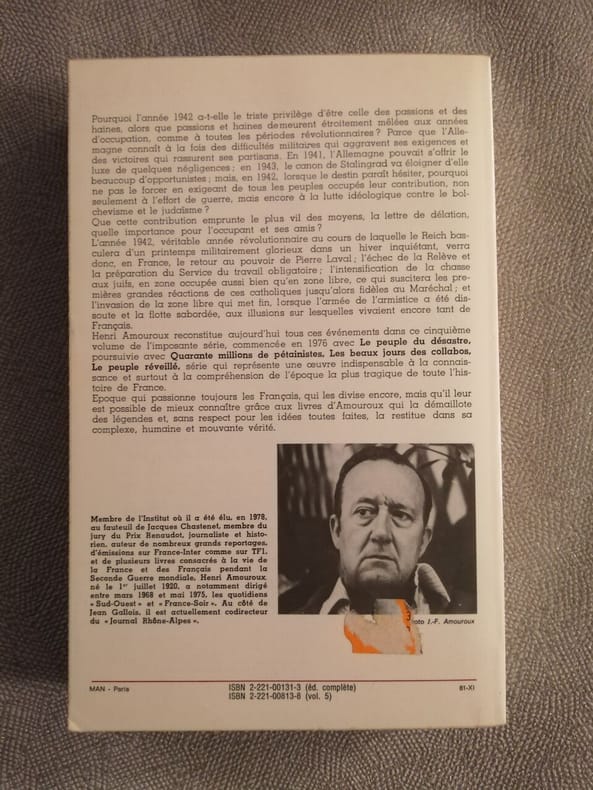 Pourquoi l'année 1942 a-t-elle le triste privilège d'être celle des passions et des
haines, alors que passions et haines demeurent étroitement mêlées aux années
d'occupation, comme à toutes les périodes révolutionnaires ? Parce que l'Alle-
magne connaît à la fois des difficultés militaires qui aggravent ses exigences et
des victoires qui rassurent ses partisans. En 1941, l'Allemagne pouvait s'offrir le
luxe de quelques négligences ; en 1943, le canon de Stalingrad va éloigner d'elle
beaucoup d'opportunistes ; mais, en 1942, lorsque le destin paraît hésiter, pourquoi
ne pas le forcer en exigeant de tous les peuples occupés leur contribution, non
seulement à l'effort de guerre, mais encore à la lutte idéologique contre le bol-
chevisme et le judaïsme ?
Que cette contribution emprunte le plus vil des moyens, la lettre de délation,
quelle importance pour l'occupant et ses amis ?
L'année 1942, véritable année révolutionnaire au cours de laquelle le Reich bas-
culera d'un printemps militairement glorieux dans un hiver inquiétant, verra
donc, en France, le retour au pouvoir de Pierre Laval ; l'échec de la Relève et
la préparation du Service du travail obligatoire ; l'intensification de la chasse
aux juifs, en zone occupée aussi bien qu'en zone libre, ce qui suscitera les pre-
mières grandes réactions de ces catholiques jusqu'alors fidèles au Maréchal ; et
l'invasion de la zone libre qui met fin, lorsque l'armée de l'armistice a été dis-
soute et la flotte sabordée, aux illusions sur lesquelles vivaient encore tant de
Français.
Henri Amouroux reconstitue aujourd'hui tous ces événements dans ce cinquième
volume de l'imposante série, commencée en 1976 avec Le peuple du désastre,
poursuivie avec Quarante millions de pétainistes, Les beaux jours des collabos,
Le peuple réveillé, série qui représente une œuvre indispensable à la connais-
sance et surtout à la compréhension de l'époque la plus tragique de toute l'his-
toire de France.
Epoque qui passionne toujours les Français, qui les divise encore, mais qu'il leur
est possible de mieux connaître grâce aux livres d'Amouroux qui la démaillote
des légendes et, sans respect pour les idées toutes faites, la restitue dans sa
complexe, humaine et mouvante vérité.
Membre de l'Institut où il a été élu, en 1978,
au fauteuil de Jacques Chastenet, membre du
jury du Prix Renaudot, journaliste et histo-
rien, auteur de nombreux grands reportages,
d'émissions sur France-Inter comme sur TF1,
et de plusieurs livres consacrés à la vie de
la France et des Français pendant la
Seconde Guerre mondiale, Henri Amouroux,
né le 1er juillet 1920, a notamment dirigé
entre mars 1968 et mai 1975, les quotidiens
« Sud-Ouest » et « France-Soir ». Au côté de
Jean Gallois, il est actuellement codirecteur
du « Journal Rhône-Alpes ».
oto J.-F. Amouroux
MAN - Paris
ISBN 2-221-00131-3 (éd. complète)
ISBN 2-221-00813-8 (vol. 5)
81-XI